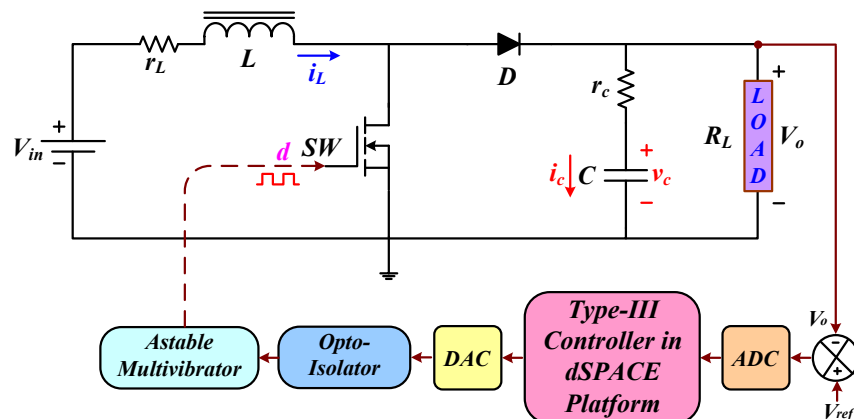 r_L
L
i_L
D
r_c
V_in
+
−
d
SW
i_c
C
+
v_c
−
R_L
LOAD
+
V_o
−
V_o
−
+
V_ref
Astable
Multivibrator
Opto-
Isolator
DAC
Type-III
Controller in
dSPACE
Platform
ADC